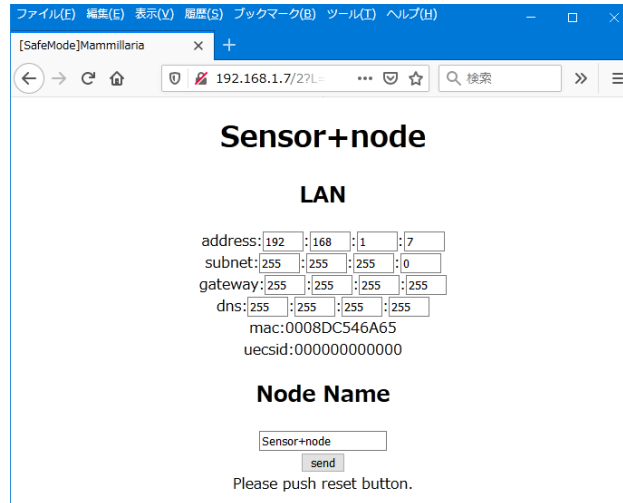 ファイル(F) 編集(E) 表示(V) 履歴(S) ブックマーク(B) ツール(T) ヘルプ(H)
[SafeMode]Mammillaria
192.168.1.7/2?L=
検索
Sensor+node
LAN
address:192:168:1:7
subnet:255:255:255:0
gateway:255:255:255:255
dns:255:255:255:255
mac:0008DC546A65
uecsid:000000000000
Node Name
Sensor+node
send
Please push reset button.